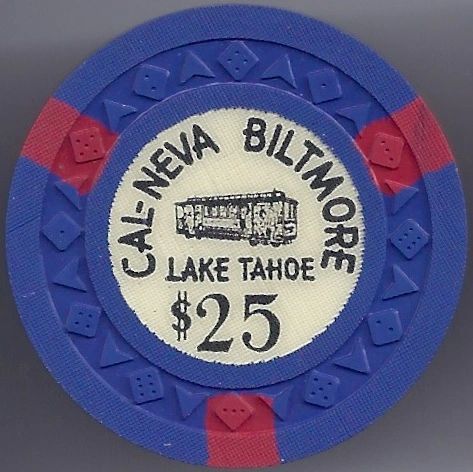 CAL-NEVA BILTMORE
LAKE TAHOE
$25